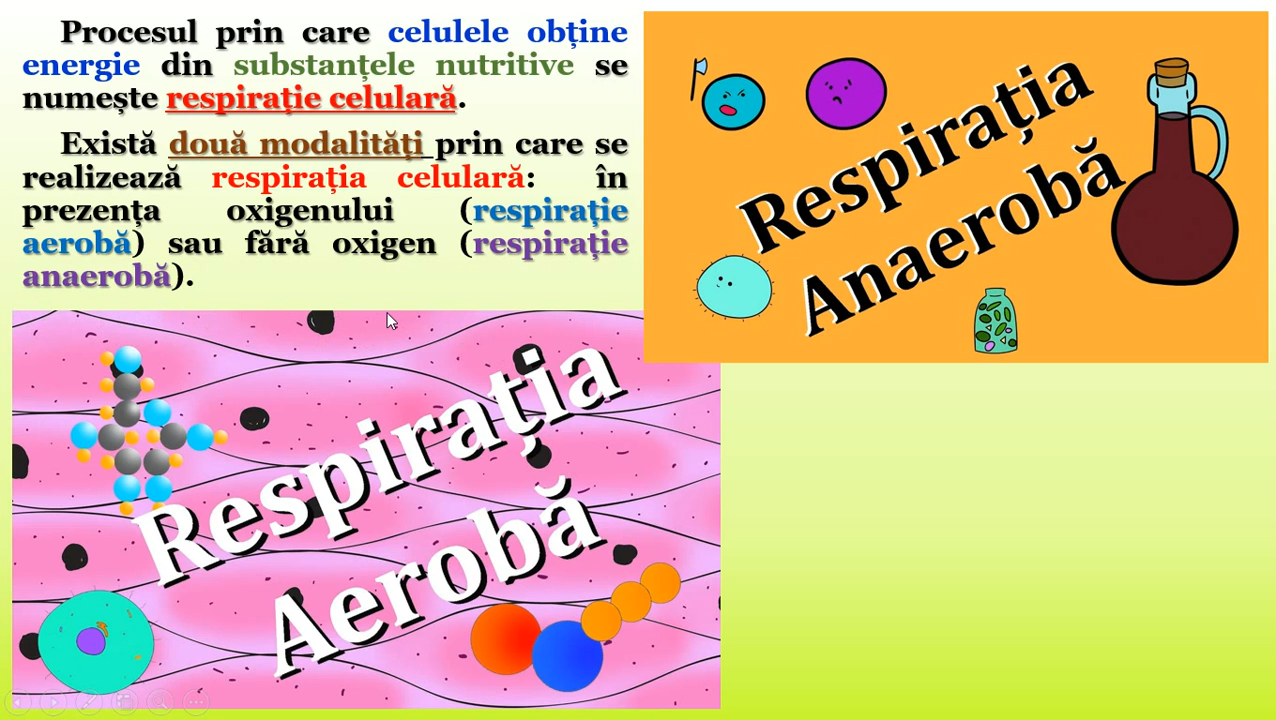 Procesul prin care celulele obține
energie din substanțele nutritive se
numește respirație celulară.
Există două modalități prin care se
realizează respirația celulară: în
prezența oxigenului (respirație
aerobă) sau fără oxigen (respirație
anaerobă).
Respirația
Anaerobă
Respirația
Aerobă